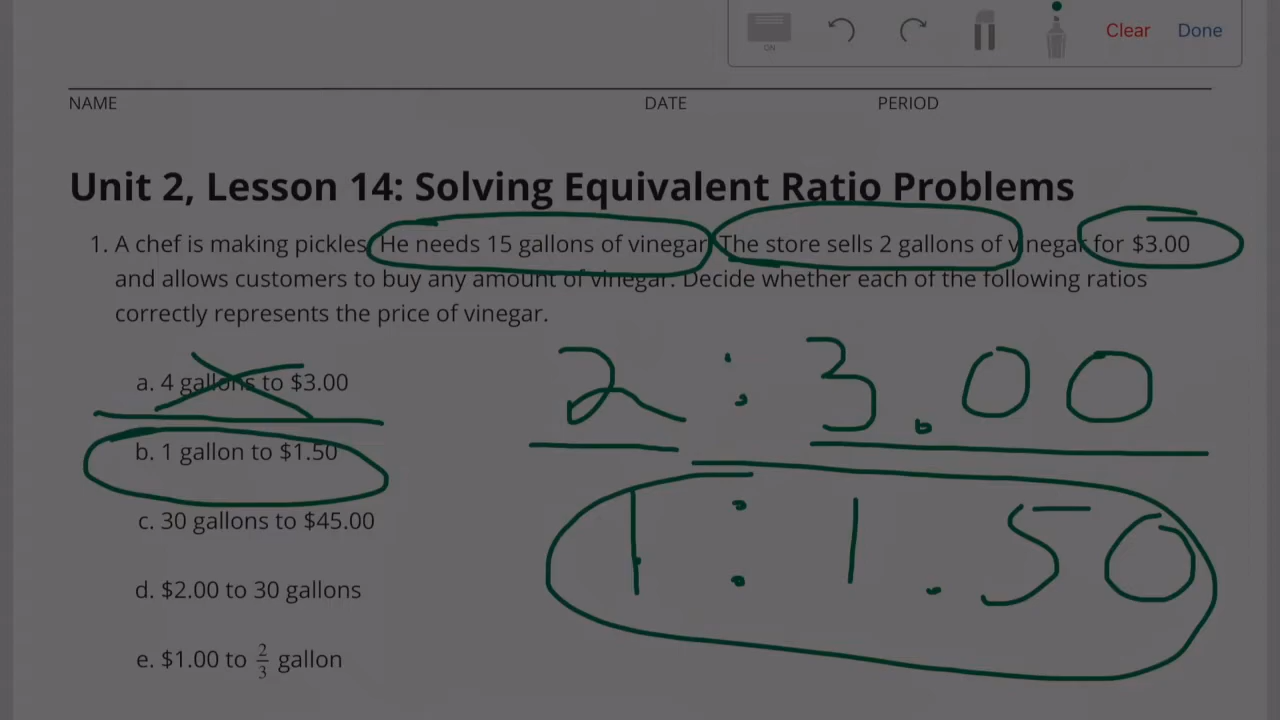 ON
Clear Done
NAME DATE PERIOD
Unit 2, Lesson 14: Solving Equivalent Ratio Problems
1. A chef is making pickles. He needs 15 gallons of vinegar. The store sells 2 gallons of vinegar for $3.00
and allows customers to buy any amount of vinegar. Decide whether each of the following ratios
correctly represents the price of vinegar.
2 : 3.00
a. 4 gallons to $3.00
b. 1 gallon to $1.50
1 : 1.50
c. 30 gallons to $45.00
d. $2.00 to 30 gallons
e. $1.00 to 2/3 gallon